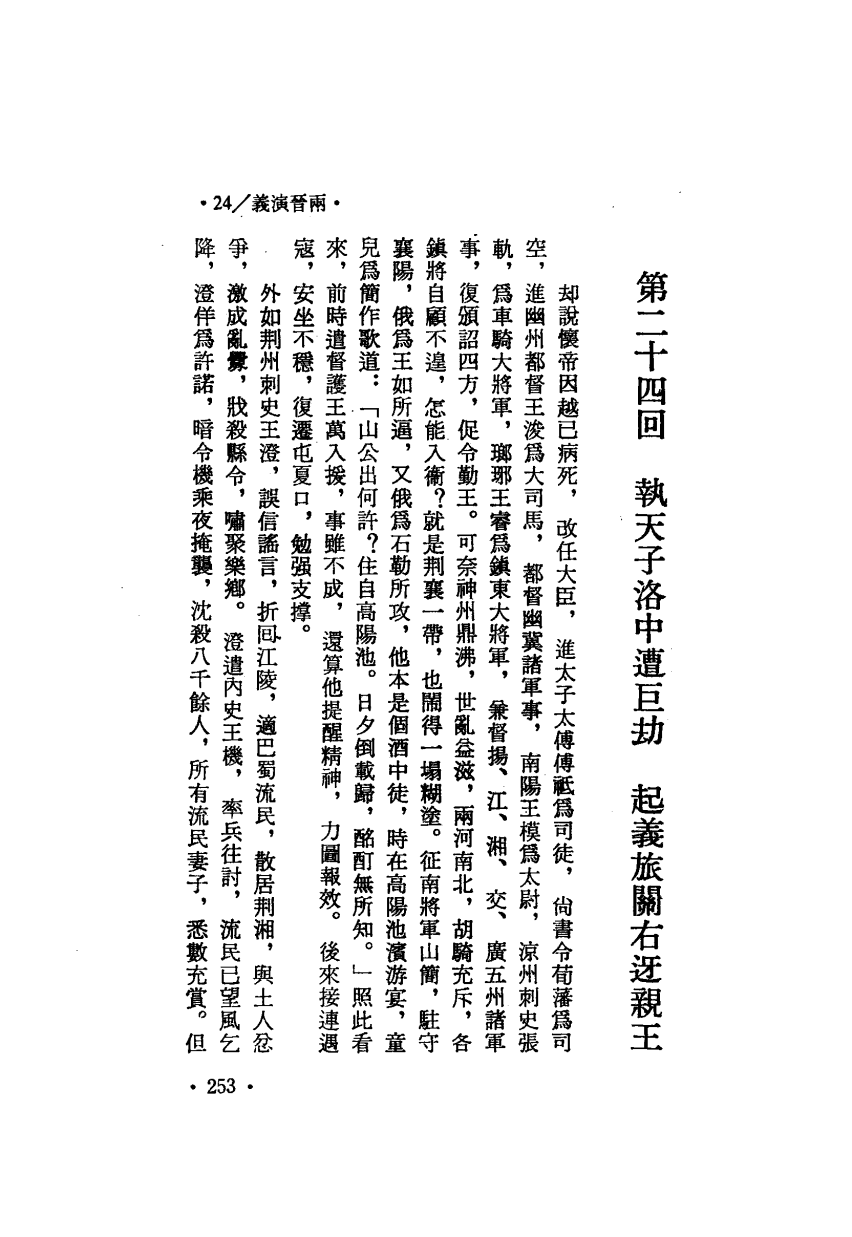 ・24／義演晉兩・
第二十四回　執天子洛中遭巨劫　起義旅關右迓親王
却說懷帝因越已病死，改任大臣，進太子太傅傅祗爲司徒，尙書令荀藩爲司
空，進幽州都督王浚爲大司馬，都督幽冀諸軍事，南陽王模爲太尉，涼州刺史張
軌，爲車騎大將軍，瑯邪王睿爲鎭東大將軍，兼督揚、江、湘、交、廣五州諸軍
事，復頒詔四方，促令勤王。可奈神州鼎沸，世亂益滋，兩河南北，胡騎充斥，各
鎭將自顧不遑，怎能入衞？就是荆襄一帶，也鬧得一塌糊塗。征南將軍山簡，駐守
襄陽，俄爲王如所逼，又俄爲石勒所攻，他本是個酒中徒，時在高陽池濱游宴，童
兒爲簡作歌道：「山公出何許？住自高陽池。日夕倒載歸，酩酊無所知。」照此看
來，前時遣督護王萬入援，事雖不成，還算他提醒精神，力圖報效。後來接連遇
寇，安坐不穩，復遷屯夏口，勉强支撐。
外如荆州刺史王澄，誤信謠言，折回江陵，適巴蜀流民，散居荆湘，與土人忿
爭，激成亂釁，戕殺縣令，嘯聚樂鄉。澄遣內史王機，率兵往討，流民已望風乞
降，澄佯爲許諾，暗令機乘夜掩襲，沈殺八千餘人，所有流民妻子，悉數充賞。但
・253・